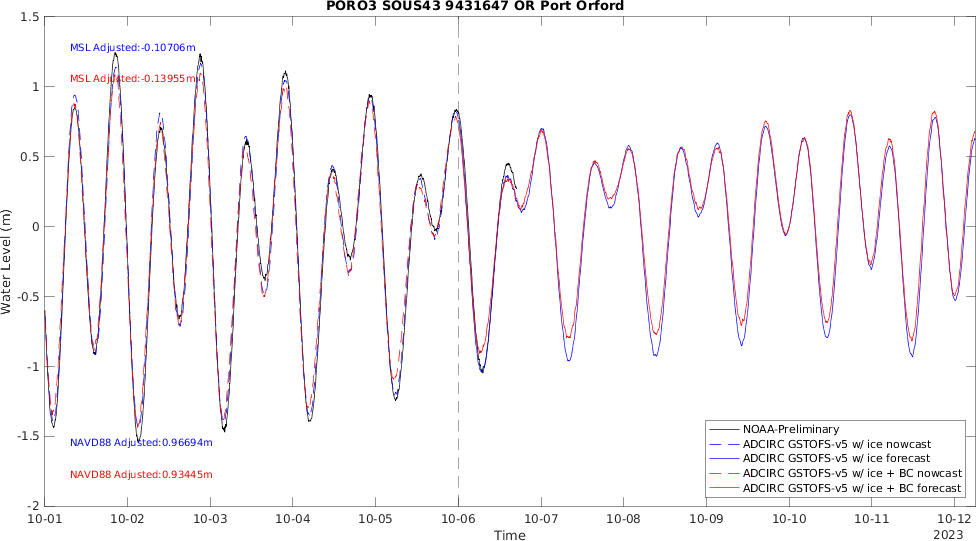 PORO3 SOUS43 9431647 OR Port Orford
1.5
MSL Adjusted:-0.10706m
MSL Adjusted:-0.13955m
1
0.5
0
-0.5
-1
-1.5
-2
Water Level (m)
NAVD88 Adjusted:0.96694m
NAVD88 Adjusted:0.93445m
NOAA-Preliminary
ADCIRC GSTOFS-v5 w/ ice nowcast
ADCIRC GSTOFS-v5 w/ ice forecast
ADCIRC GSTOFS-v5 w/ ice + BC nowcast
ADCIRC GSTOFS-v5 w/ ice + BC forecast
10-01 10-02 10-03 10-04 10-05 10-06 10-07 10-08 10-09 10-10 10-11 10-12
Time
2023